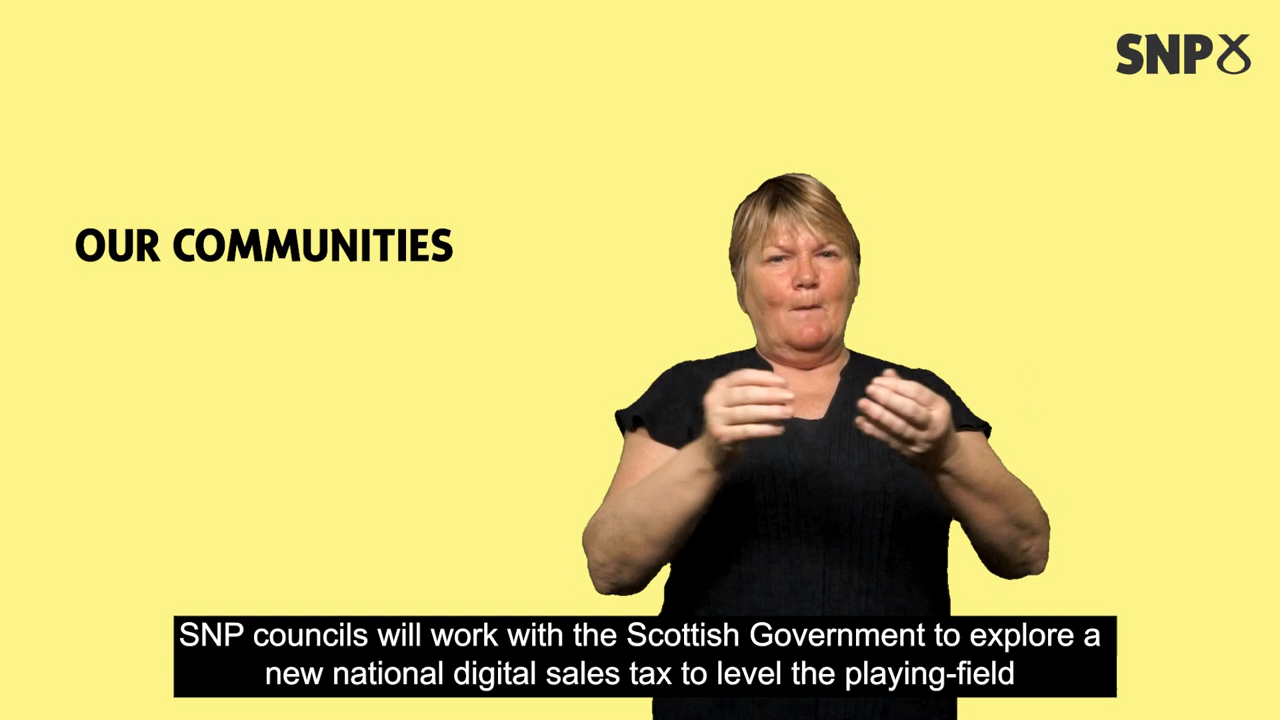 SNP
OUR COMMUNITIES
SNP councils will work with the Scottish Government to explore a
new national digital sales tax to level the playing-field